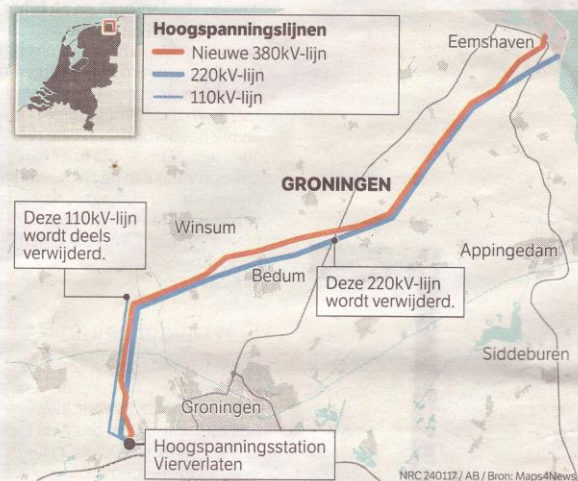 Hoogspanningslijnen
Nieuwe 380kV-lijn
220kV-lijn
110kV-lijn
Eemshaven
GRONINGEN
Deze 110kV-lijn
wordt deels
verwijderd.
Winsum
Bedum
Deze 220kV-lijn
wordt verwijderd.
Appingedam
Siddeburen
Groningen
Hoogspanningsstation
Vierverlaten
NRC 240117 / AB / Bron: Maps4News